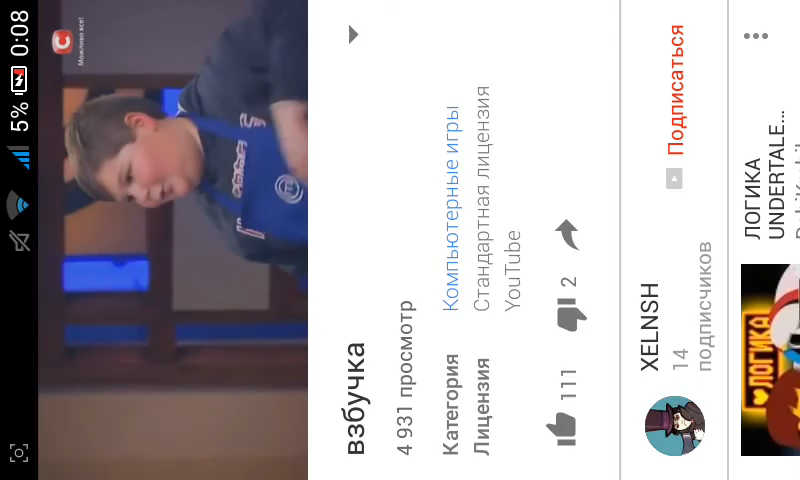 5% 0:08
Можливо все!
взбучка
4 931 просмотр
Категория Компьютерные игры
Лицензия Стандартная лицензия
YouTube
111 2
XELNSH
14
подписчиков
Подписаться
ЛОГИКА
UNDERTALE...
ЛОГИКА